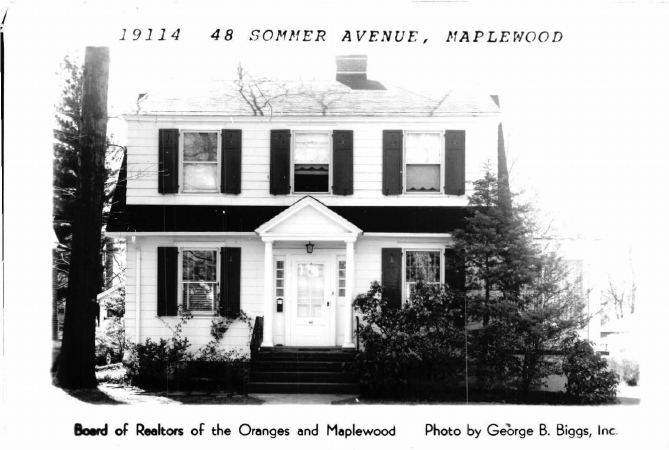 19114 48 SOMMER AVENUE, MAPLEWOOD
Board of Realtors of the Oranges and Maplewood Photo by George B. Biggs, Inc.